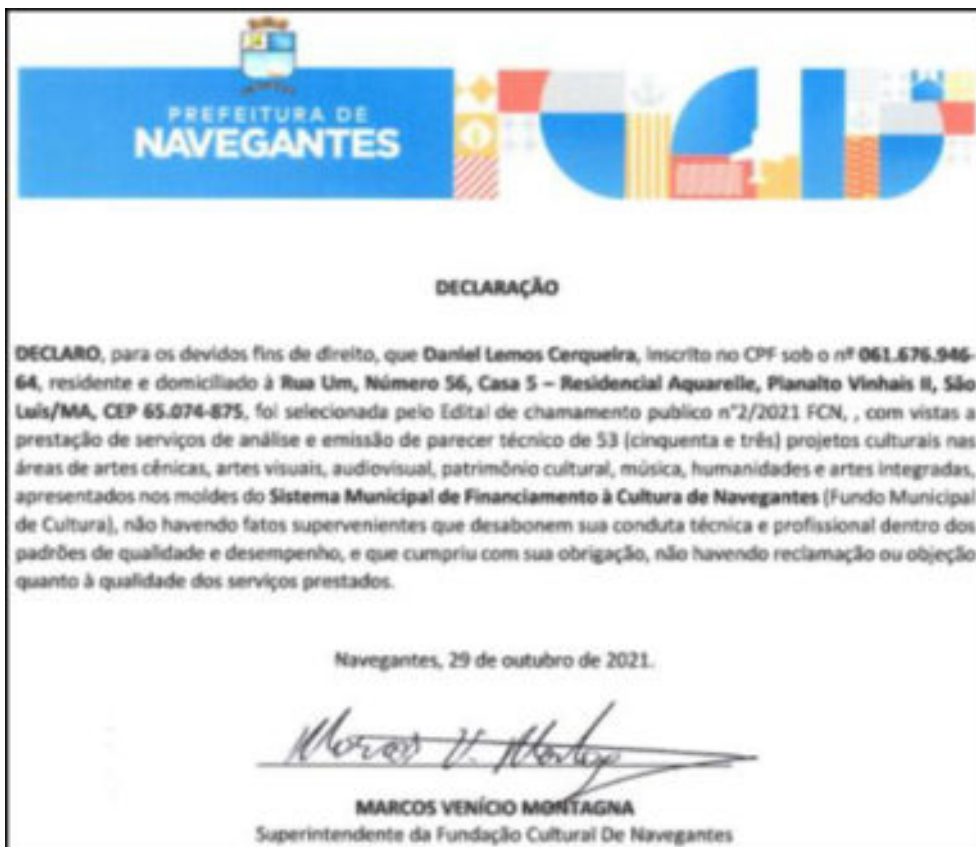 PREFEITURA DE
NAVEGANTES
DECLARAÇÃO
DECLARO, para os devidos fins de direito, que Daniel Lemos Cerqueira, inscrito no CPF sob o nº 061.676.946-
64, residente e domiciliado à Rua Um, Número 56, Casa 5 – Residencial Aquarelle, Planalto Vinhais II, São
Luís/MA, CEP 65.074-875, foi selecionada pelo Edital de chamamento publico n°2/2021 FCN, , com vistas a
prestação de serviços de análise e emissão de parecer técnico de 53 (cinquenta e três) projetos culturais nas
áreas de artes cênicas, artes visuais, audiovisual, patrimônio cultural, música, humanidades e artes integradas,
apresentados nos moldes do Sistema Municipal de Financiamento à Cultura de Navegantes (Fundo Municipal
de Cultura), não havendo fatos supervenientes que desabonem sua conduta técnica e profissional dentro dos
padrões de qualidade e desempenho, e que cumpriu com sua obrigação, não havendo reclamação ou objeção
quanto à qualidade dos serviços prestados.
Navegantes, 29 de outubro de 2021.
Marcos V. Montag
MARCOS VENÍCIO MONTAGNA
Superintendente da Fundação Cultural De Navegantes